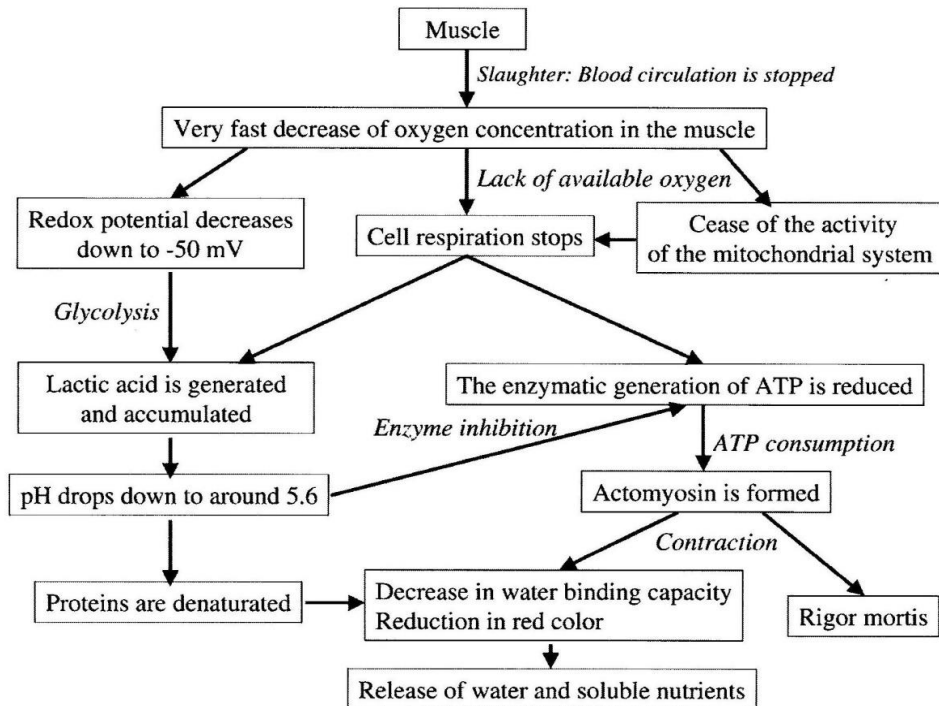 Muscle
Slaughter: Blood circulation is stopped
Very fast decrease of oxygen concentration in the muscle
Lack of available oxygen
Redox potential decreases
down to -50 mV
Cell respiration stops
Cease of the activity
of the mitochondrial system
Glycolysis
Lactic acid is generated
and accumulated
The enzymatic generation of ATP is reduced
Enzyme inhibition
ATP consumption
pH drops down to around 5.6
Actomyosin is formed
Contraction
Proteins are denaturated
Decrease in water binding capacity
Reduction in red color
Rigor mortis
Release of water and soluble nutrients